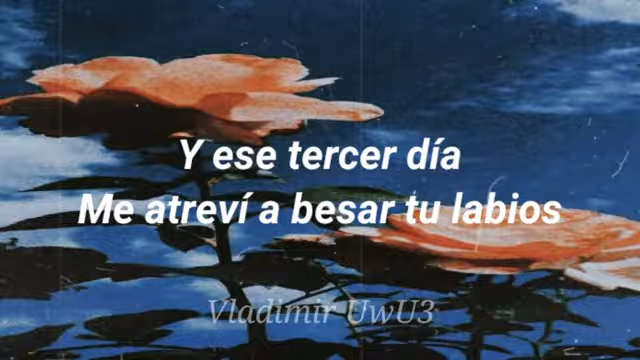 Y ese tercer día
Me atreví a besar tu labios
Vladimir UwU3